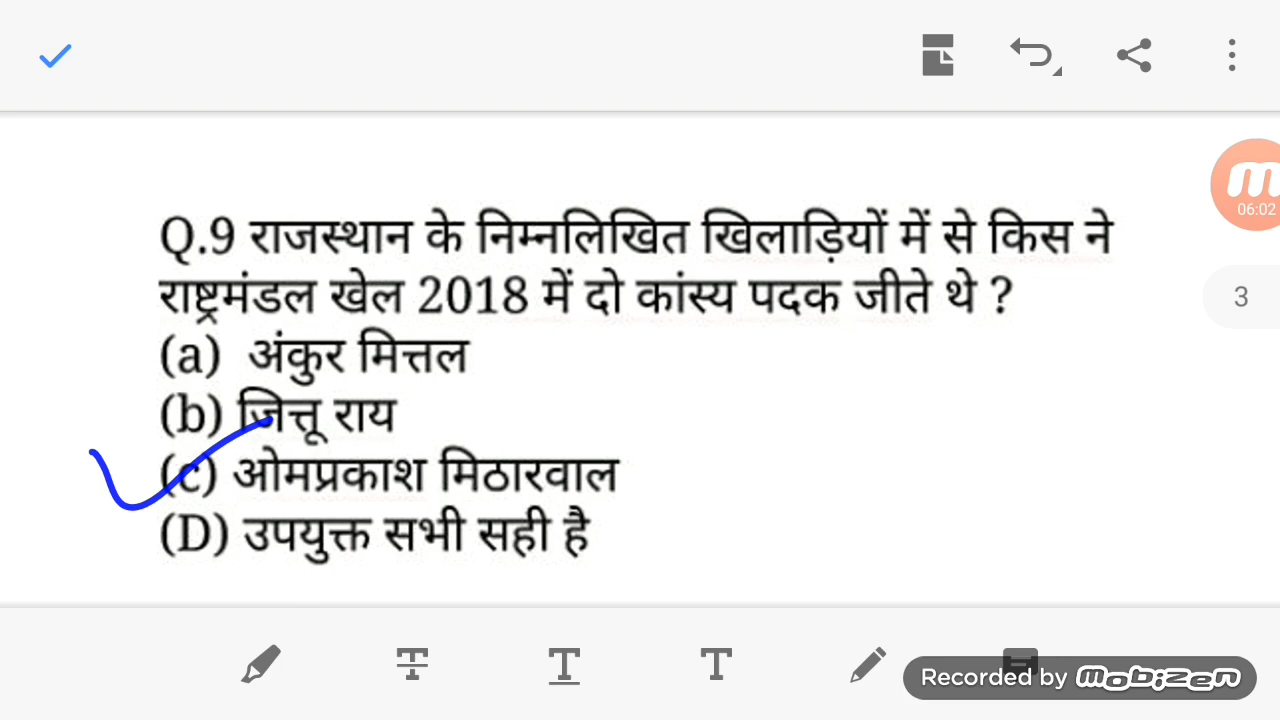 06:02
Q.9 राजस्थान के निम्नलिखित खिलाड़ियों में से किस ने
राष्ट्रमंडल खेल 2018 में दो कांस्य पदक जीते थे ?
3
(a) अंकुर मित्तल
(b) जित्तू राय
(c) ओमप्रकाश मिठारवाल
(D) उपयुक्त सभी सही है
T T T
Recorded by mobizen